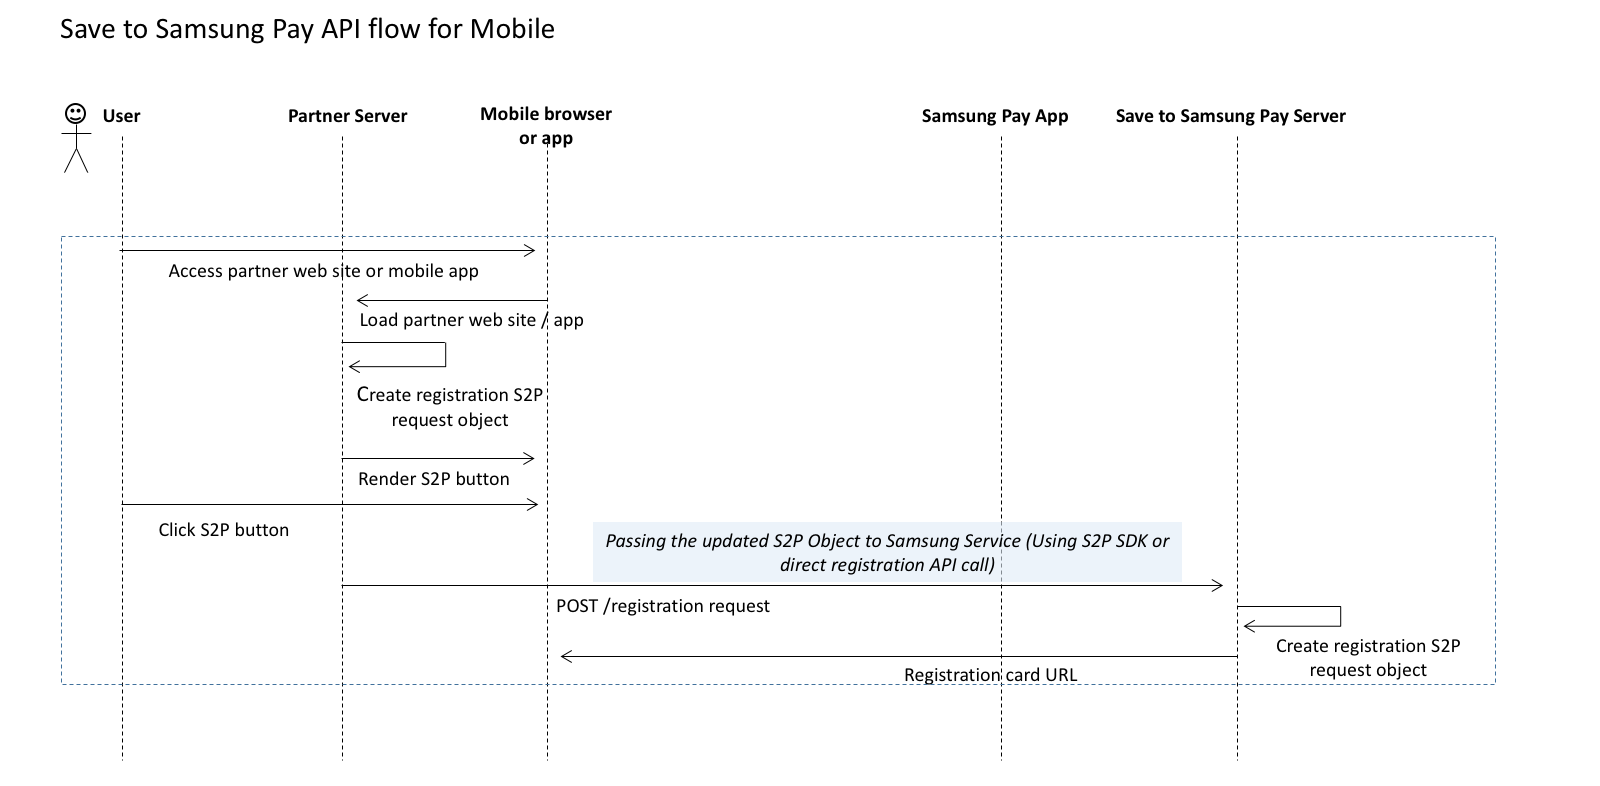 Save to Samsung Pay API flow for Mobile
User
Partner Server
Mobile browser
or app
Samsung Pay App
Save to Samsung Pay Server
Access partner web site or mobile app
Load partner web site / app
Create registration S2P
request object
Render S2P button
Click S2P button
Passing the updated S2P Object to Samsung Service (Using S2P SDK or
direct registration API call)
POST /registration request
Create registration S2P
request object
Registration card URL